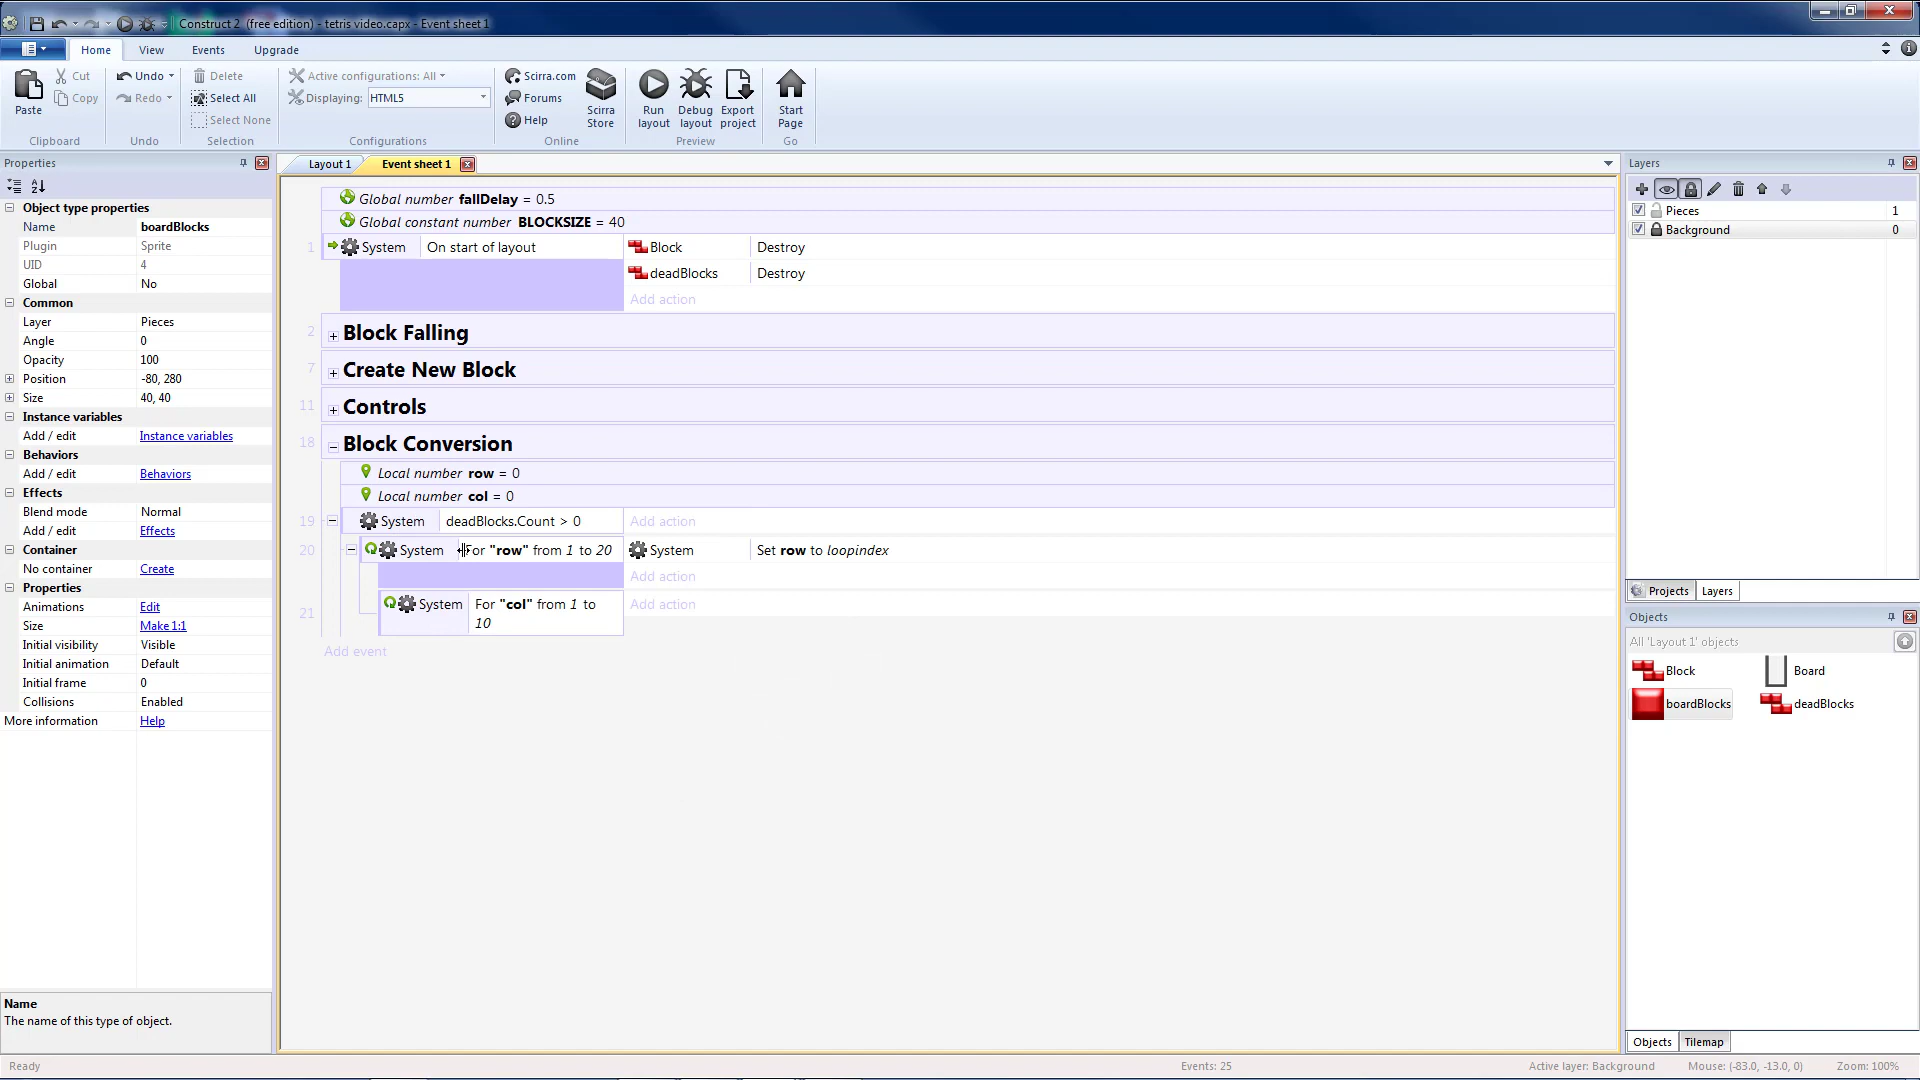 Construct 2 (free edition) - tetris video.capx - Event sheet 1
Home View Events Upgrade
Paste
Cut
Copy
Clipboard
Undo
Redo
Undo
Delete
Select All
Select None
Selection
Active configurations: All
Displaying: HTML5
Configurations
Scirra.com
Forums
Help
Scirra Store
Online
Run layout
Debug layout
Export project
Preview
Start Page
Go
Properties
Object type properties
Name boardBlocks
Plugin Sprite
UID 4
Global No
Common
Layer Pieces
Angle 0
Opacity 100
Position -80, 280
Size 40, 40
Instance variables
Add / edit Instance variables
Behaviors
Add / edit Behaviors
Effects
Blend mode Normal
Add / edit Effects
Container
No container Create
Properties
Animations Edit
Size Make 1:1
Initial visibility Visible
Initial animation Default
Initial frame 0
Collisions Enabled
More information Help
Name
The name of this type of object.
Layout 1 Event sheet 1
Global number fallDelay = 0.5
Global constant number BLOCKSIZE = 40
1 System On start of layout Block Destroy
deadBlocks Destroy
Add action
2 Block Falling
7 Create New Block
11 Controls
18 Block Conversion
Local number row = 0
Local number col = 0
19 System deadBlocks.Count > 0 Add action
20 System For "row" from 1 to 20 System Set row to loopindex
Add action
21 System For "col" from 1 to Add action
10
Add event
Layers
Pieces 1
Background 0
Projects Layers
Objects
All 'Layout 1' objects
Block Board
boardBlocks deadBlocks
Objects Tilemap
Ready Events: 25 Active layer: Background Mouse: (-83.0, -13.0, 0) Zoom: 100%